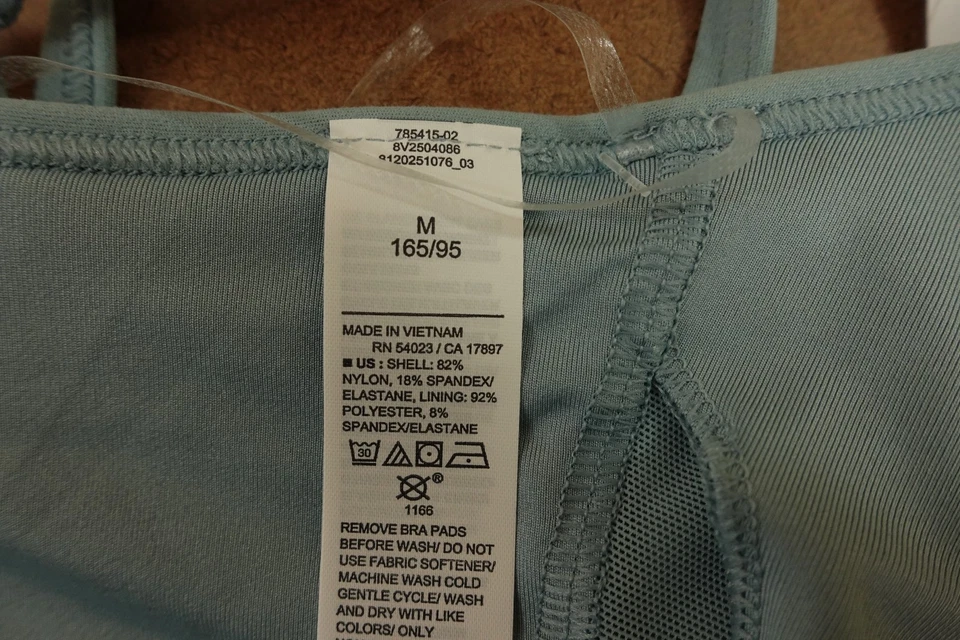 785415-02
8V2504086
8120251076_03
M
165/95
MADE IN VIETNAM
RN 54023 / CA 17897
US : SHELL: 82%
NYLON, 18% SPANDEX/
ELASTANE, LINING: 92%
POLYESTER, 8%
SPANDEX/ELASTANE
30
®
1166
REMOVE BRA PADS
BEFORE WASH/ DO NOT
USE FABRIC SOFTENER/
MACHINE WASH COLD
GENTLE CYCLE/ WASH
AND DRY WITH LIKE
COLORS/ ONLY